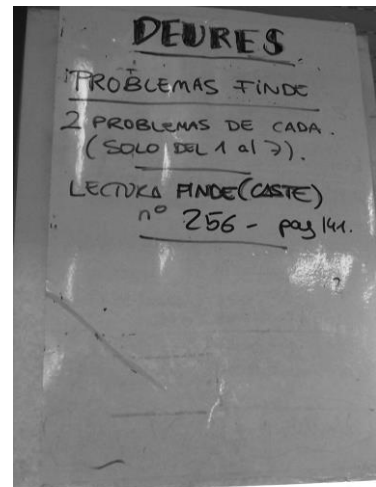 DEURES
PROBLEMAS FINDE
2 PROBLEMAS DE CADA.
(SOLO DEL 1 al 7).
LECTURA FINDE (CASTE)
nº 256 - pag 141.